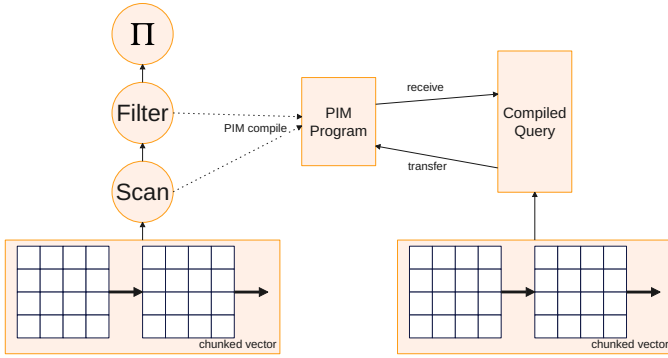 Π
Filter
Scan
PIM compile
PIM
Program
receive
transfer
Compiled
Query
chunked vector
chunked vector